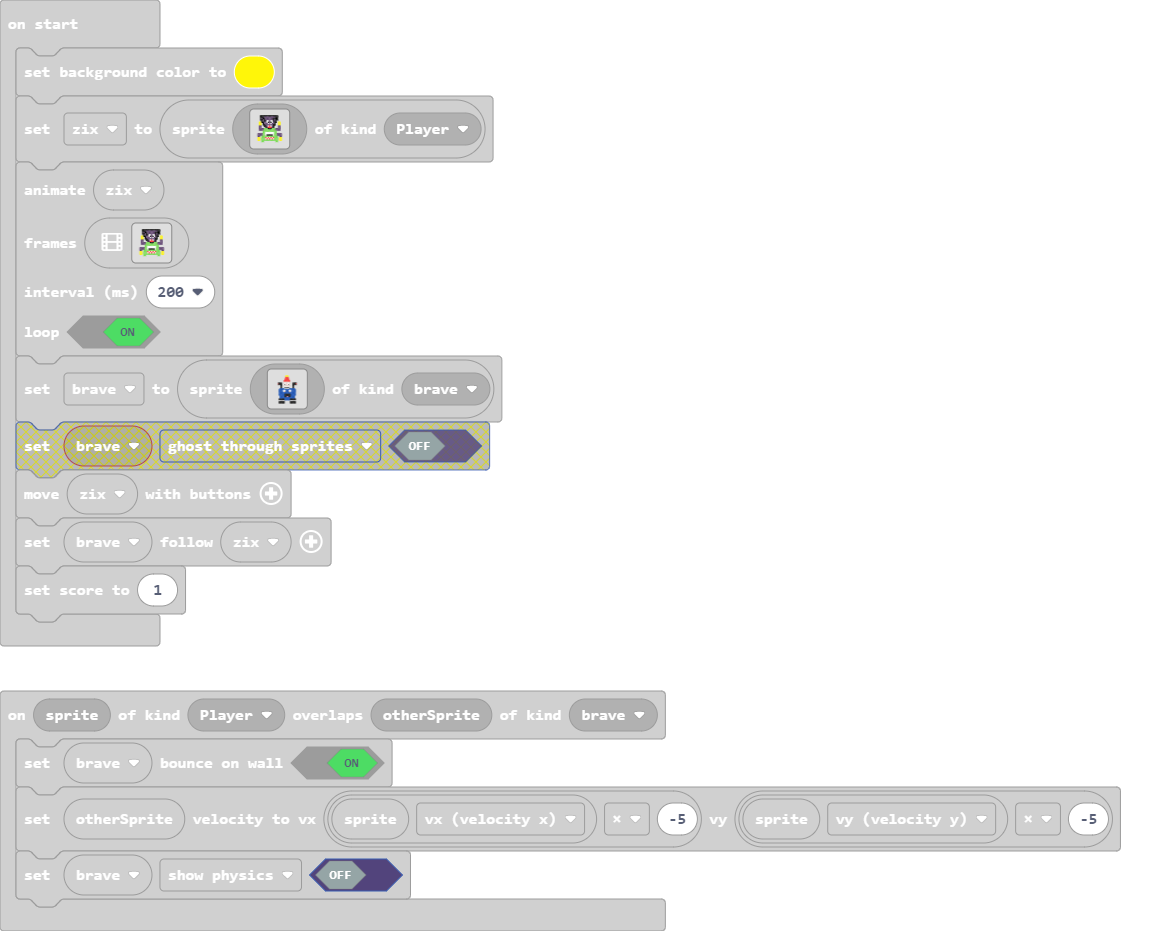 on start
set background color to
set zix to sprite of kind Player
animate zix
frames
interval (ms) 200
loop ON
set brave to sprite of kind brave
set brave ghost through sprites OFF
move zix with buttons
set brave follow zix
set score to 1
on sprite of kind Player overlaps otherSprite of kind brave
set brave bounce on wall ON
set otherSprite velocity to vx sprite vx (velocity x) × -5 vy sprite vy (velocity y) × -5
set brave show physics OFF